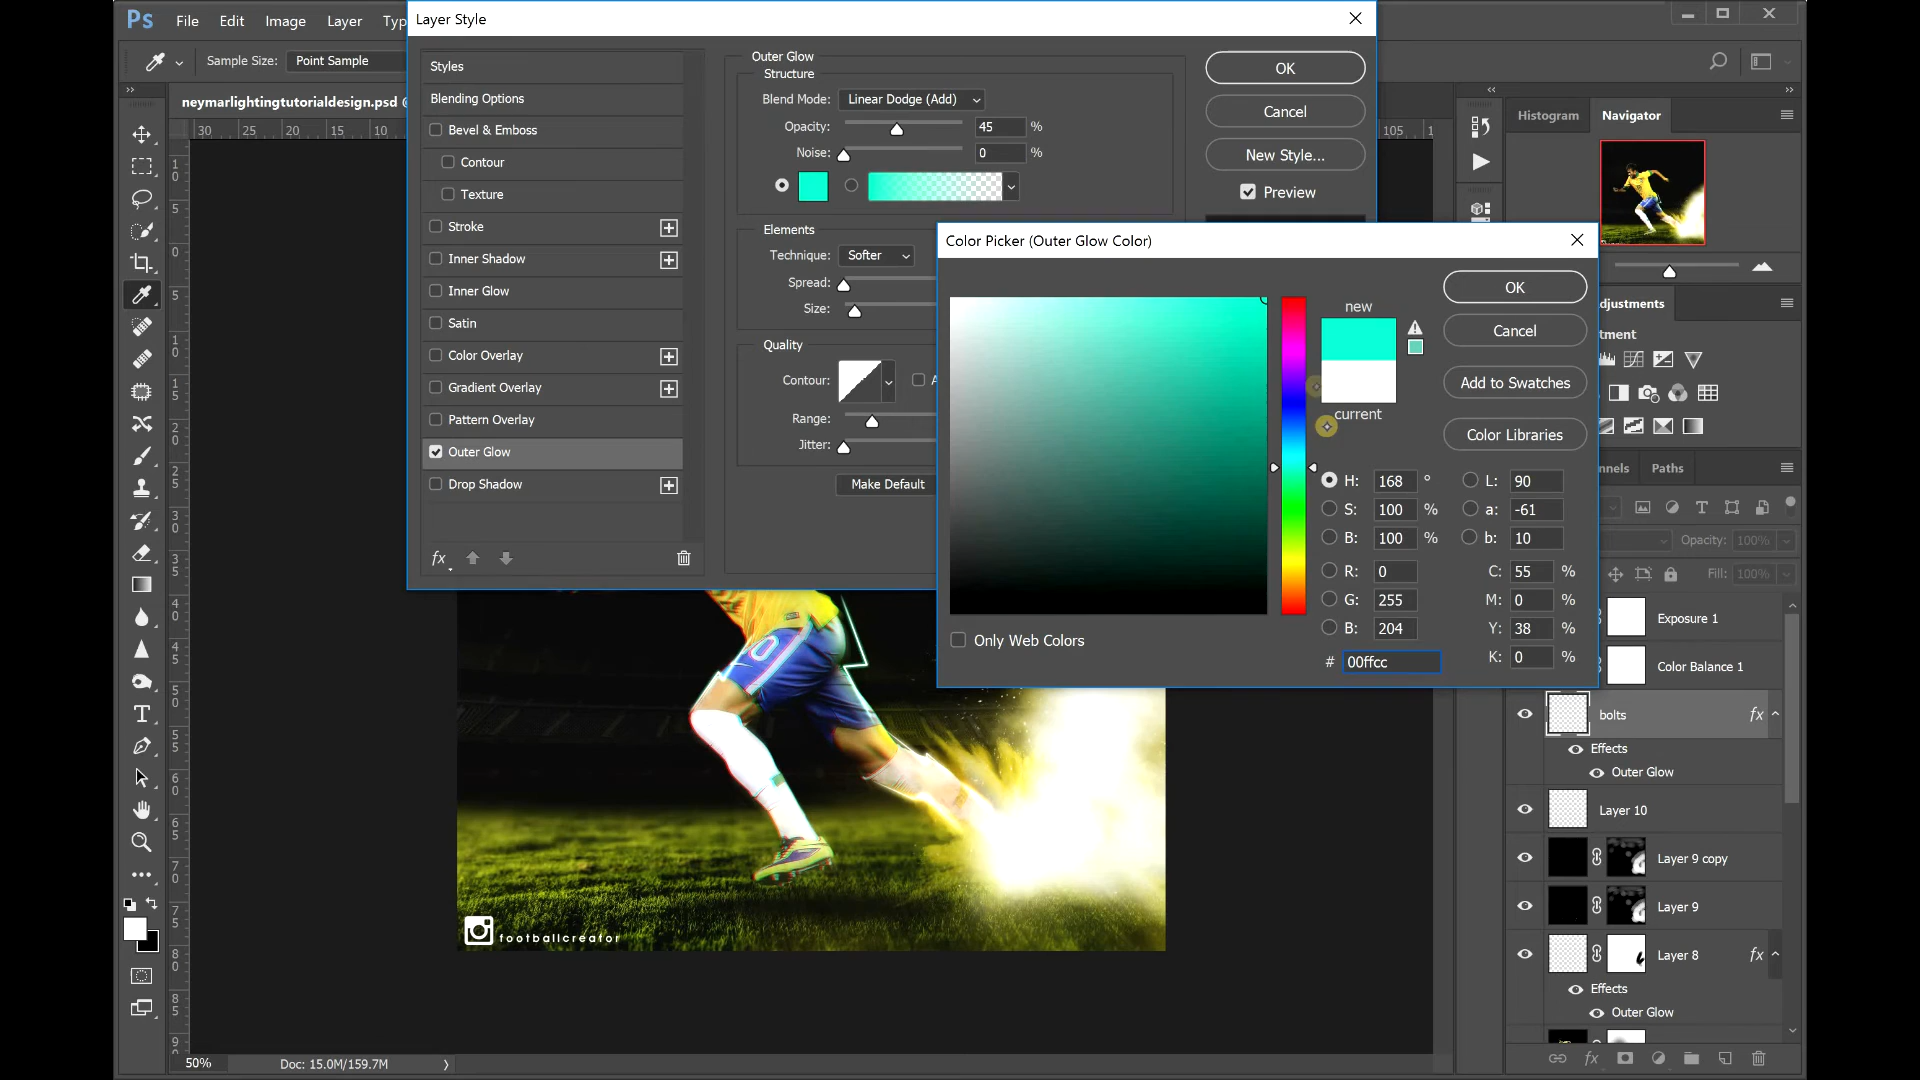 Ps File Edit Image Layer Typ
Layer Style
Sample Size: Point Sample
neymarlightingtutorialdesign.psd @
30 25 20 15 10
105 1
Styles
Blending Options
Bevel & Emboss
Contour
Texture
Stroke
Inner Shadow
Inner Glow
Satin
Color Overlay
Gradient Overlay
Pattern Overlay
Outer Glow
Drop Shadow
fx
Outer Glow
Structure
Blend Mode: Linear Dodge (Add)
Opacity: 45 %
Noise: 0 %
Elements
Technique: Softer
Spread:
Size:
Quality
Contour: A
Range:
Jitter:
Make Default
OK
Cancel
New Style...
Preview
Color Picker (Outer Glow Color)
new
current
OK
Cancel
Add to Swatches
Color Libraries
H: 168 ° L: 90
S: 100 % a: -61
B: 100 % b: 10
R: 0 C: 55 %
G: 255 M: 0 %
B: 204 Y: 38 %
# 00ffcc K: 0 %
Only Web Colors
Histogram Navigator
djustments
tment
nnels Paths
Opacity: 100%
Fill: 100%
Exposure 1
Color Balance 1
bolts fx
Effects
Outer Glow
Layer 10
Layer 9 copy
Layer 9
Layer 8 fx
Effects
Outer Glow
fx
footballcreator
50% Doc: 15.0M/159.7M